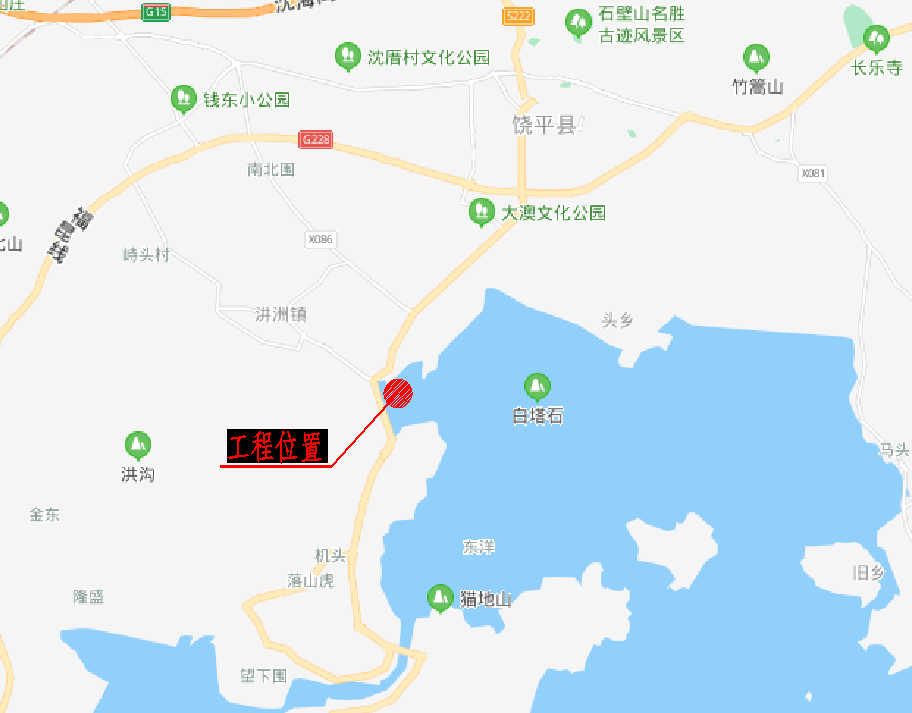 G15
S222
石壁山名胜
古迹风景区
沈厝村文化公园
竹篙山
长乐寺
钱东小公园
饶平县
G228
南北围
X081
大澳文化公园
福昆线
X086
峙头村
洪洲镇
头乡
白塔石
工程位置
洪沟
马头
金东
东洋
机头
旧乡
落山虎
隆盛
猫地山
望下围